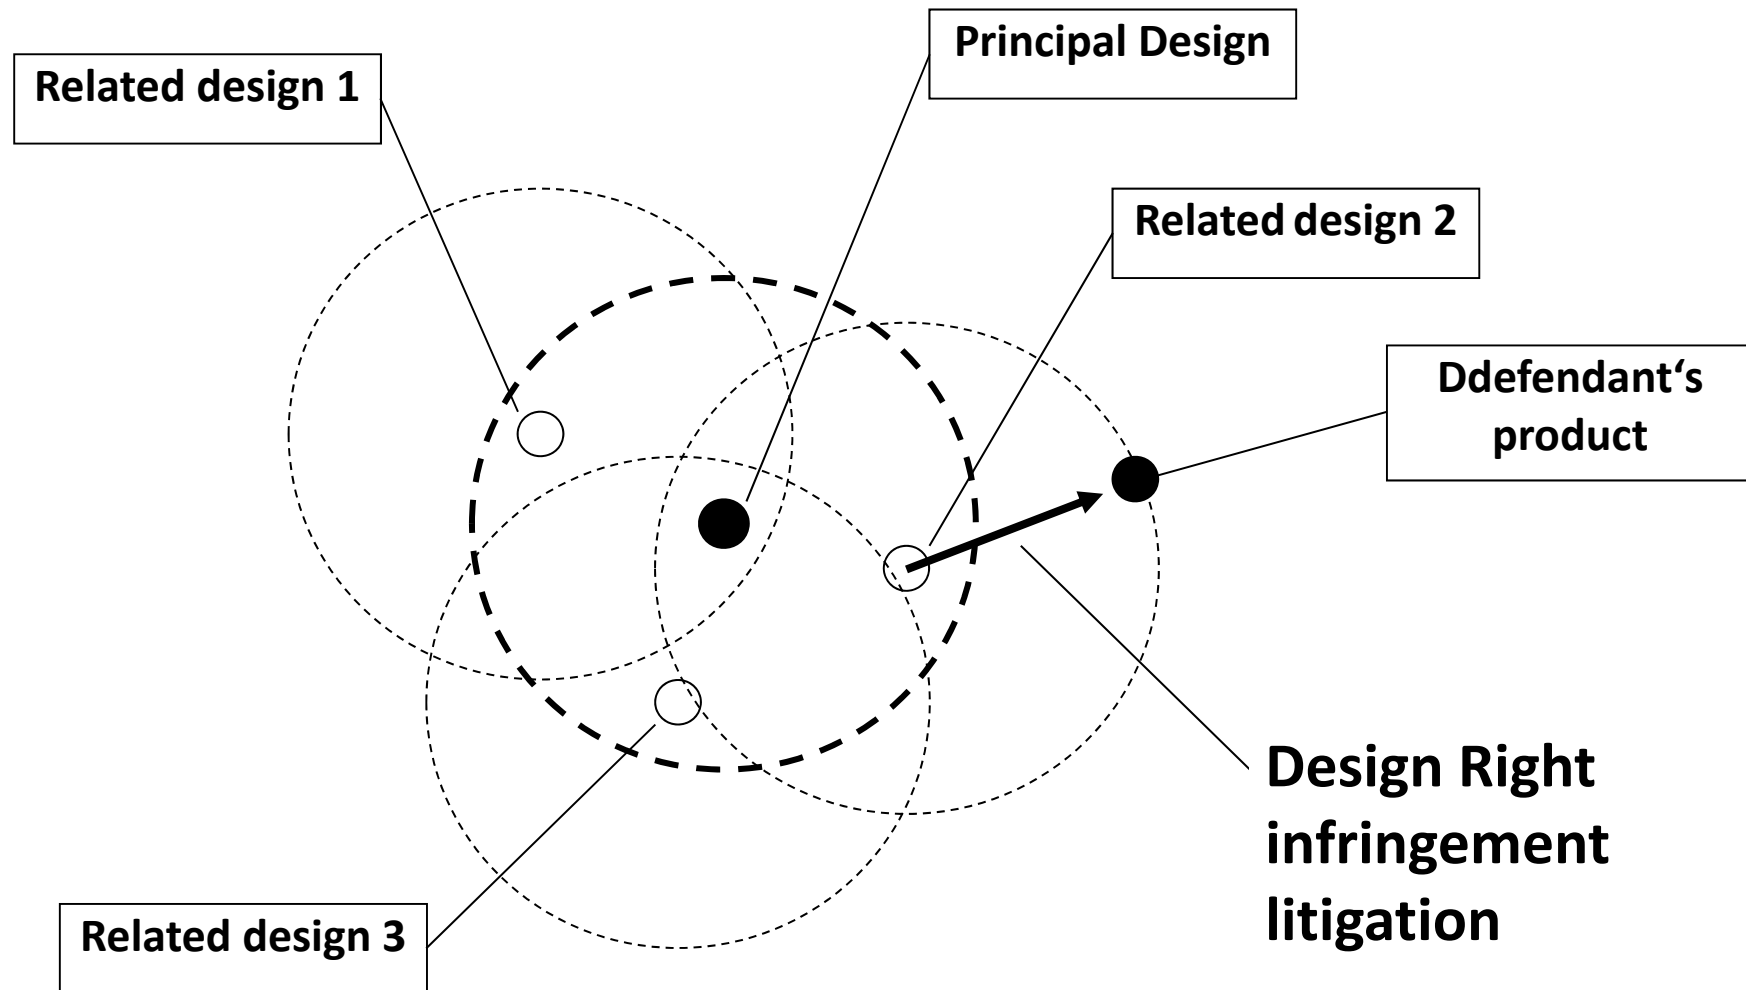 Principal Design
Related design 1
Related design 2
Ddefendant‘s
product
Design Right
infringement
litigation
Related design 3